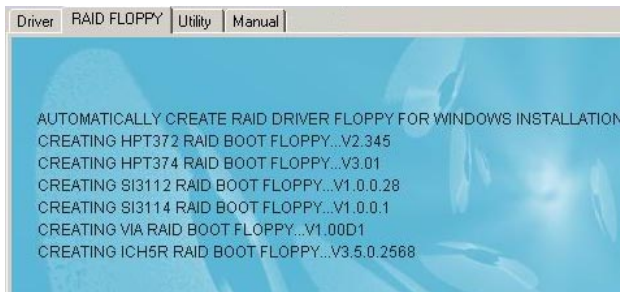 Driver RAID FLOPPY Utility Manual
AUTOMATICALLY CREATE RAID DRIVER FLOPPY FOR WINDOWS INSTALLATION
CREATING HPT372 RAID BOOT FLOPPY...V2.345
CREATING HPT374 RAID BOOT FLOPPY...V3.01
CREATING SI3112 RAID BOOT FLOPPY...V1.0.0.28
CREATING SI3114 RAID BOOT FLOPPY...V1.0.0.1
CREATING VIA RAID BOOT FLOPPY...V1.00D1
CREATING ICH5R RAID BOOT FLOPPY...V3.5.0.2568